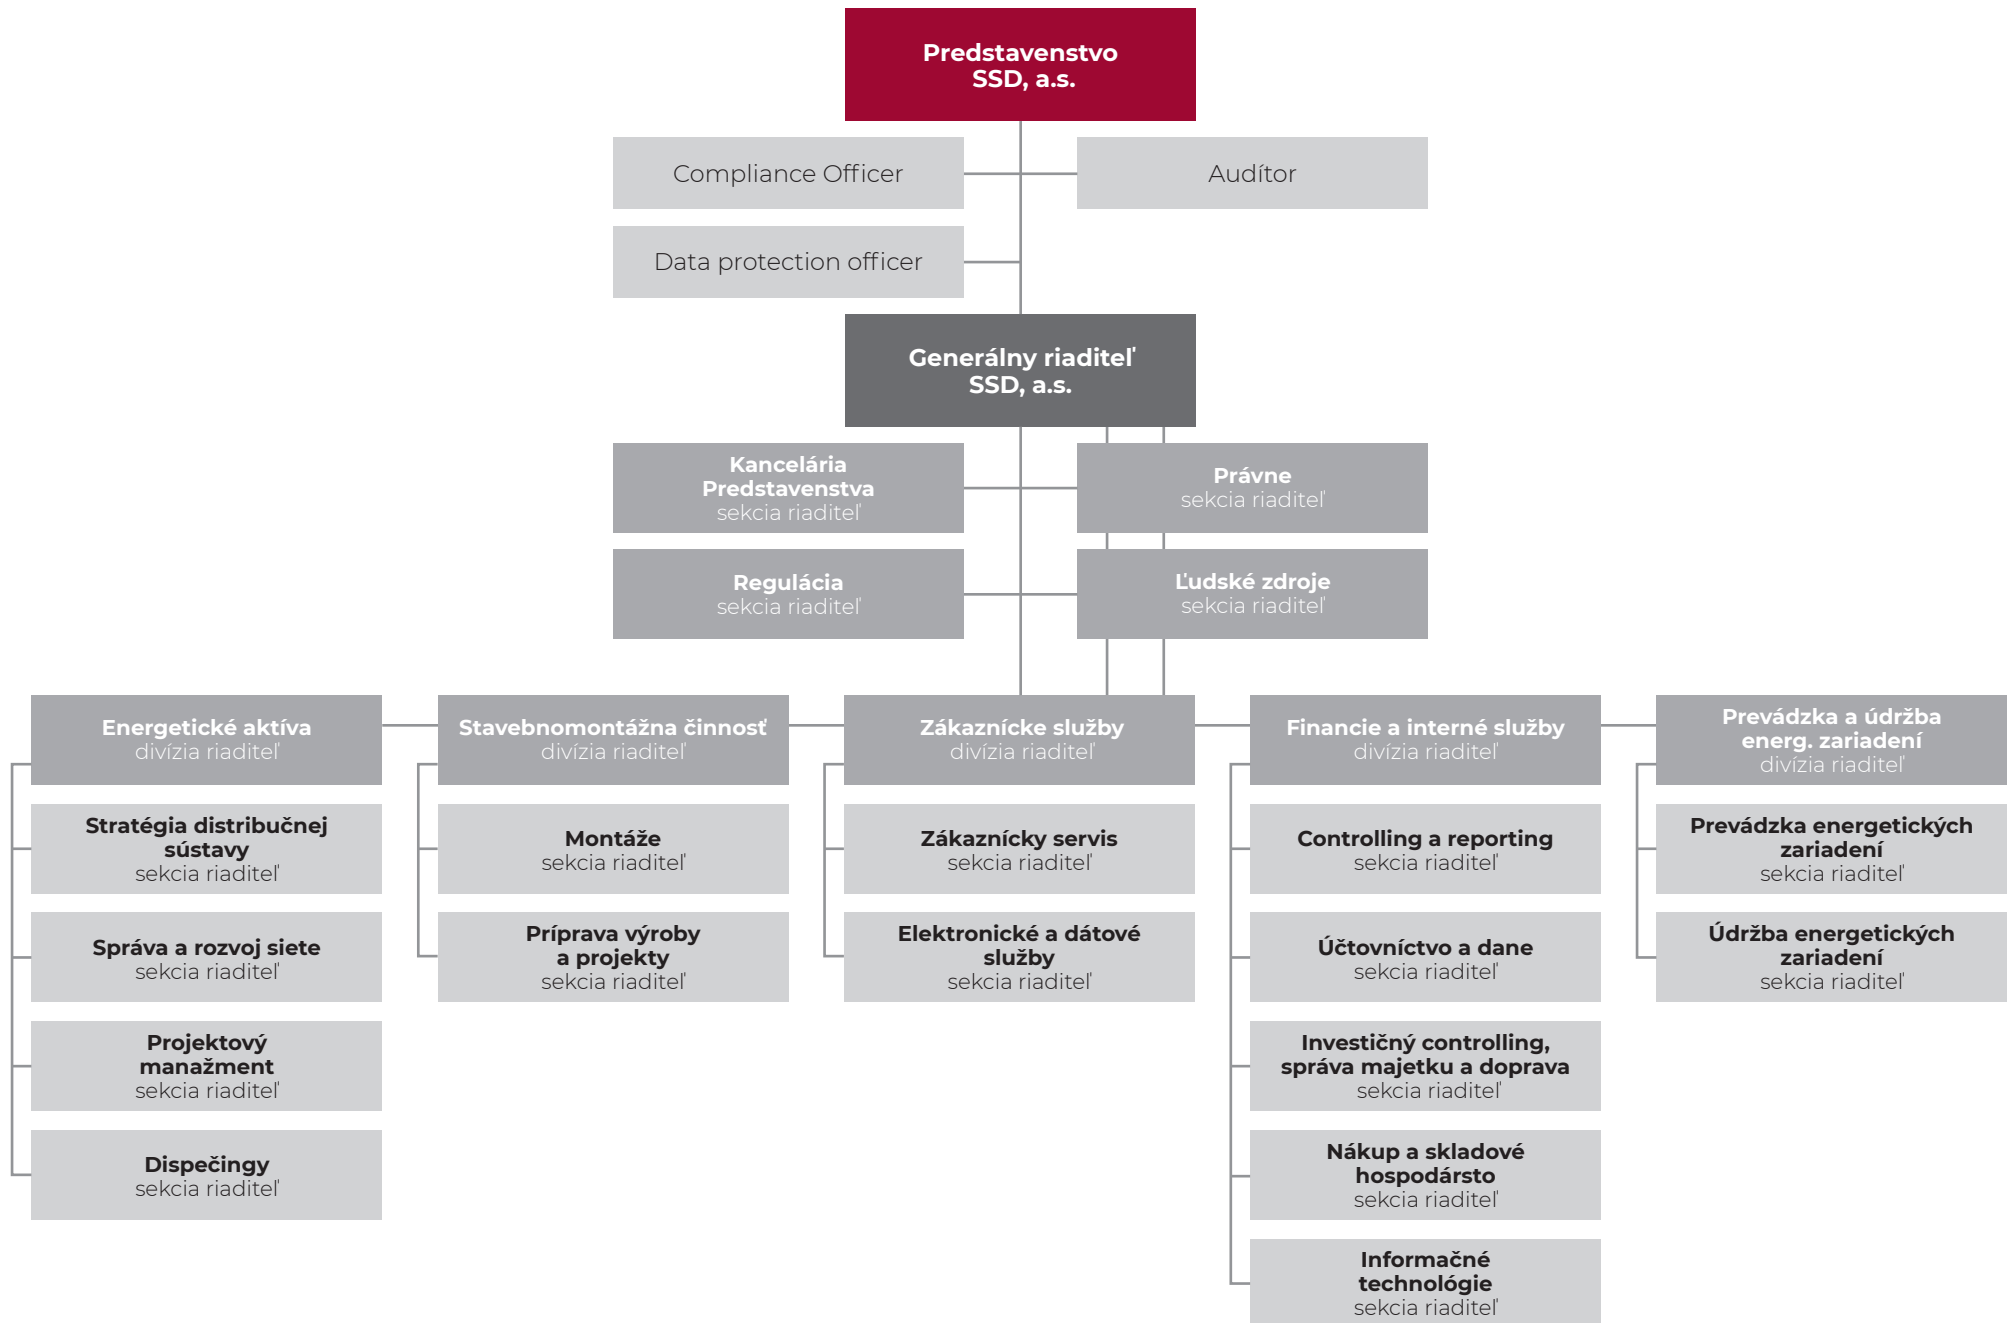 Predstavenstvo
SSD, a.s.
Compliance Officer
Audítor
Data protection officer
Generálny riaditeľ
SSD, a.s.
Kancelária
Predstavenstva
sekcia riaditeľ
Právne
sekcia riaditeľ
Regulácia
sekcia riaditeľ
Ľudské zdroje
sekcia riaditeľ
Energetické aktíva
divízia riaditeľ
Stavebnomontážna činnosť
divízia riaditeľ
Zákaznícke služby
divízia riaditeľ
Financie a interné služby
divízia riaditeľ
Prevádzka a údržba
energ. zariadení
divízia riaditeľ
Stratégia distribučnej
sústavy
sekcia riaditeľ
Montáže
sekcia riaditeľ
Zákaznícky servis
sekcia riaditeľ
Controlling a reporting
sekcia riaditeľ
Prevádzka energetických
zariadení
sekcia riaditeľ
Správa a rozvoj siete
sekcia riaditeľ
Príprava výroby
a projekty
sekcia riaditeľ
Elektronické a dátové
služby
sekcia riaditeľ
Účtovníctvo a dane
sekcia riaditeľ
Údržba energetických
zariadení
sekcia riaditeľ
Projektový
manažment
sekcia riaditeľ
Investičný controlling,
správa majetku a doprava
sekcia riaditeľ
Dispečingy
sekcia riaditeľ
Nákup a skladové
hospodársto
sekcia riaditeľ
Informačné
technológie
sekcia riaditeľ